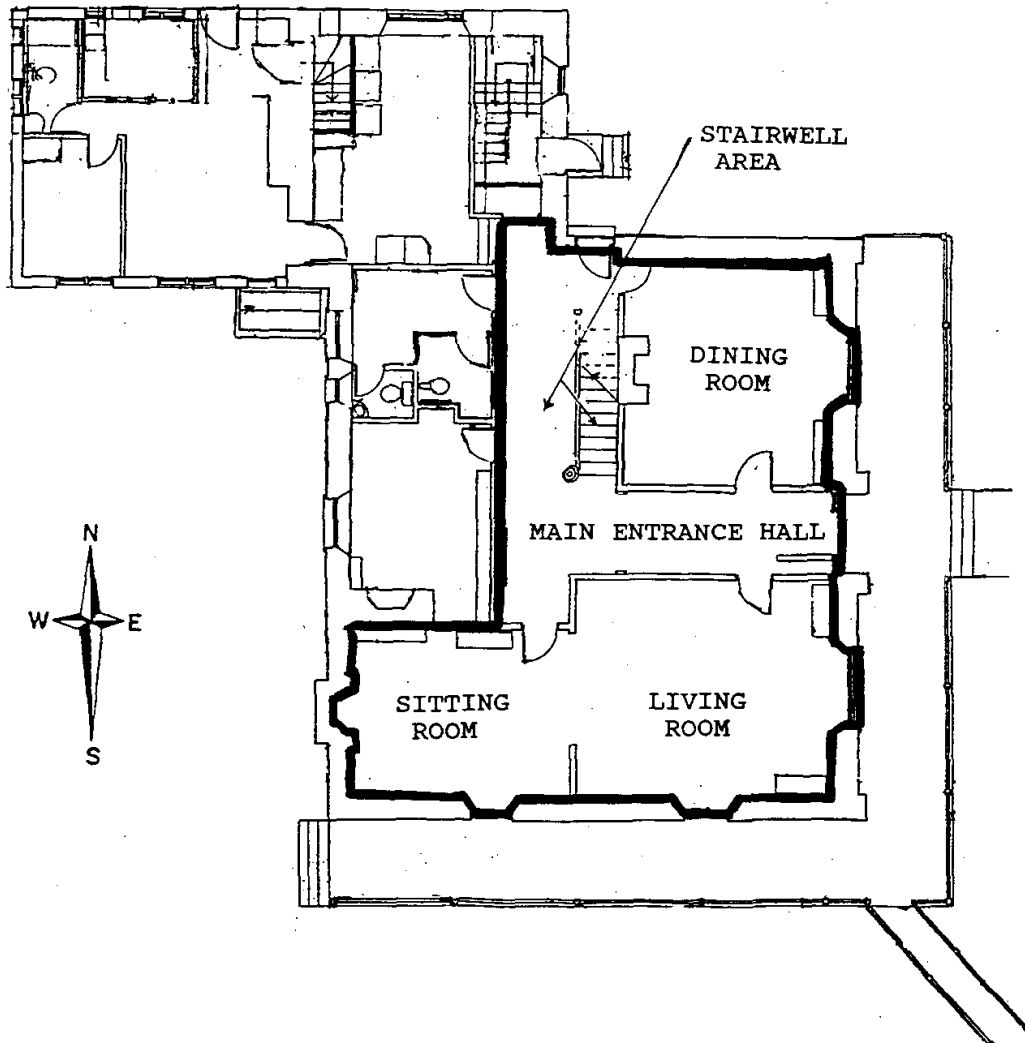 STAIRWELL
AREA
DINING
ROOM
MAIN ENTRANCE HALL
N
W E
S
SITTING
ROOM
LIVING
ROOM